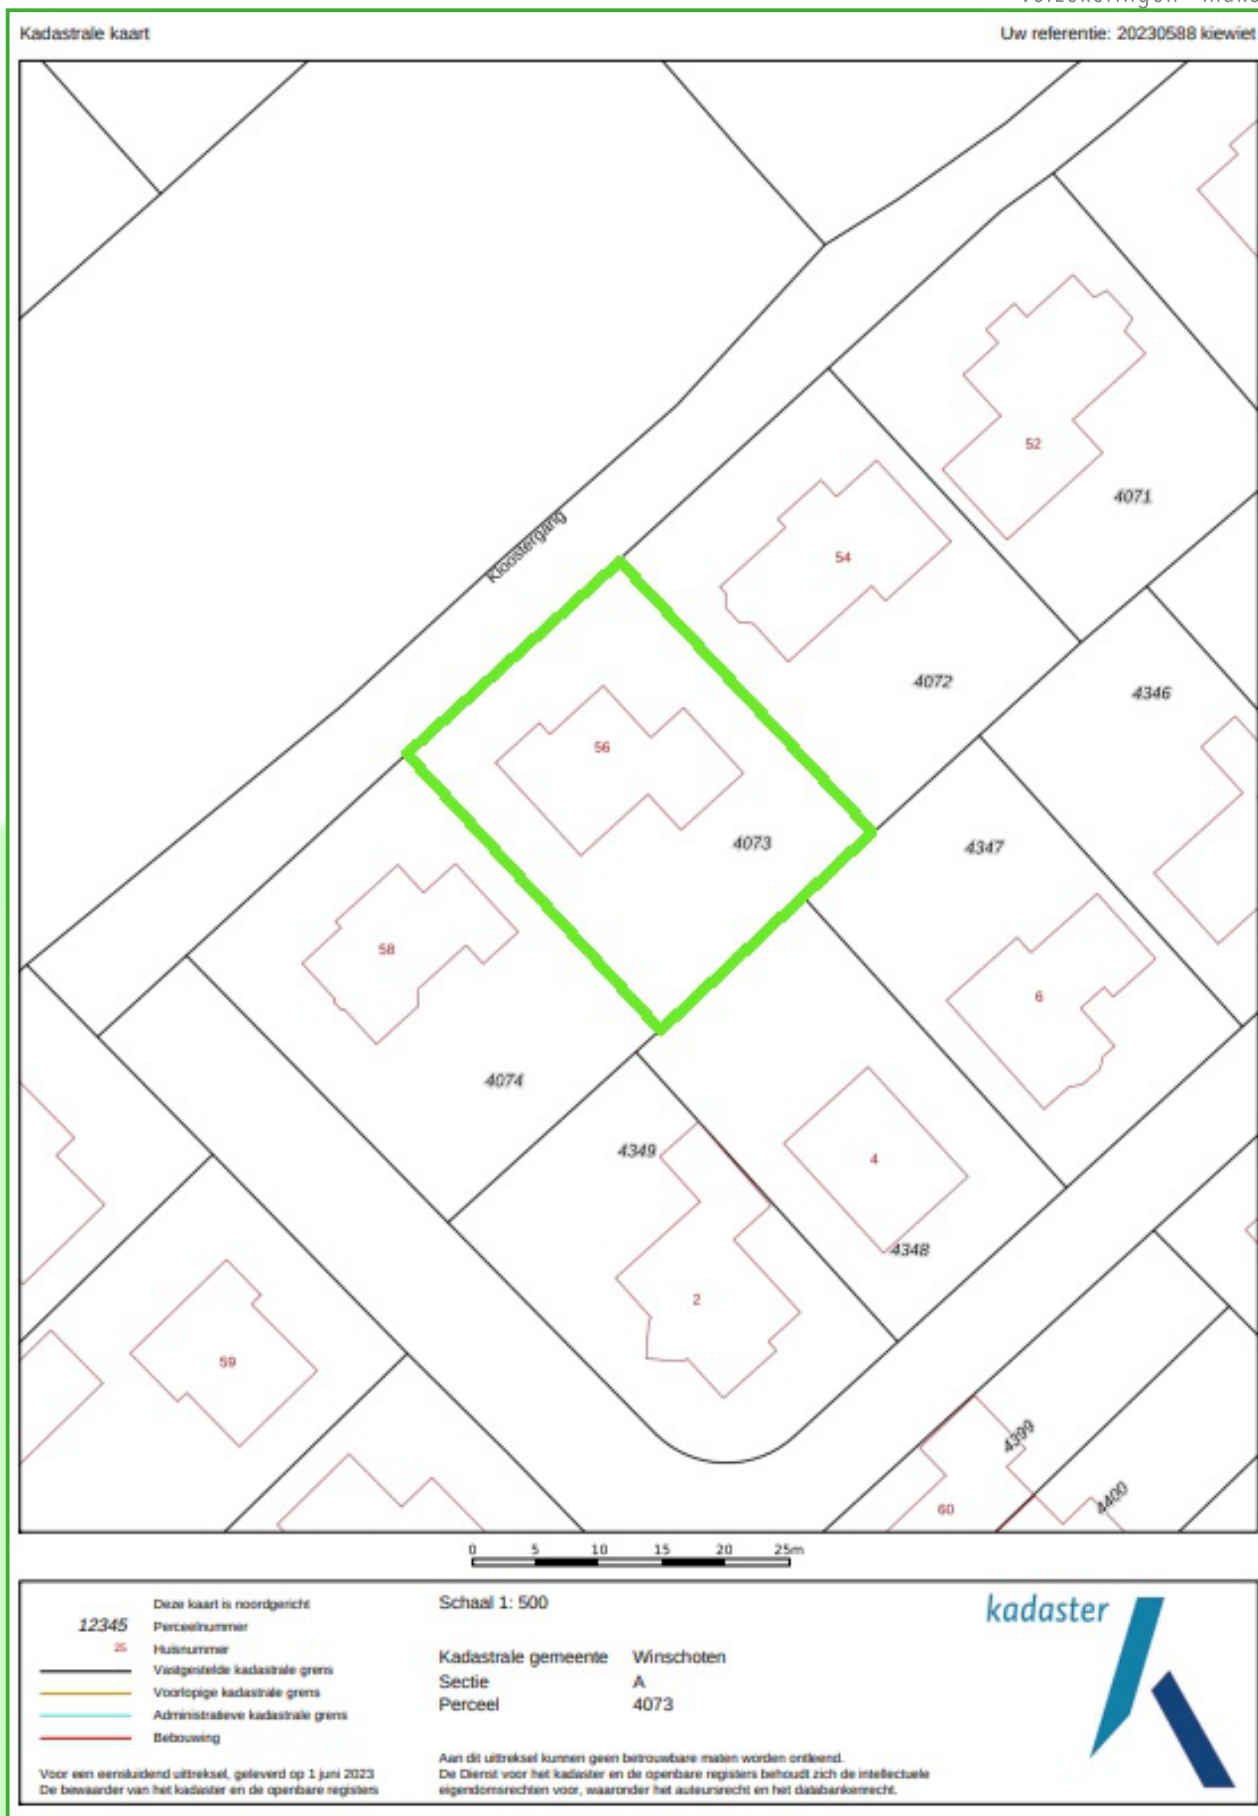 Kadastrale kaart
Uw referentie: 20230588 kiewiet
52
4071
Kloostergang
54
4072
4346
56
4073
4347
58
6
4074
4349
4
4348
2
59
4399
4400
60
0 5 10 15 20 25m
Deze kaart is noordgericht
12345 Perceelnummer
25 Huisnummer
Vastgestelde kadastrale grens
Voorlopige kadastrale grens
Administratieve kadastrale grens
Bebouwing
Voor een eensluidend uittreksel, geleverd op 1 juni 2023
De bewaarder van het kadaster en de openbare registers
Schaal 1: 500
Kadastrale gemeente Winschoten
Sectie A
Perceel 4073
Aan dit uittreksel kunnen geen betrouwbare maten worden ontleend.
De Dienst voor het kadaster en de openbare registers behoudt zich de intellectuele
eigendomsrechten voor, waaronder het auteursrecht en het databankenrecht.
kadaster